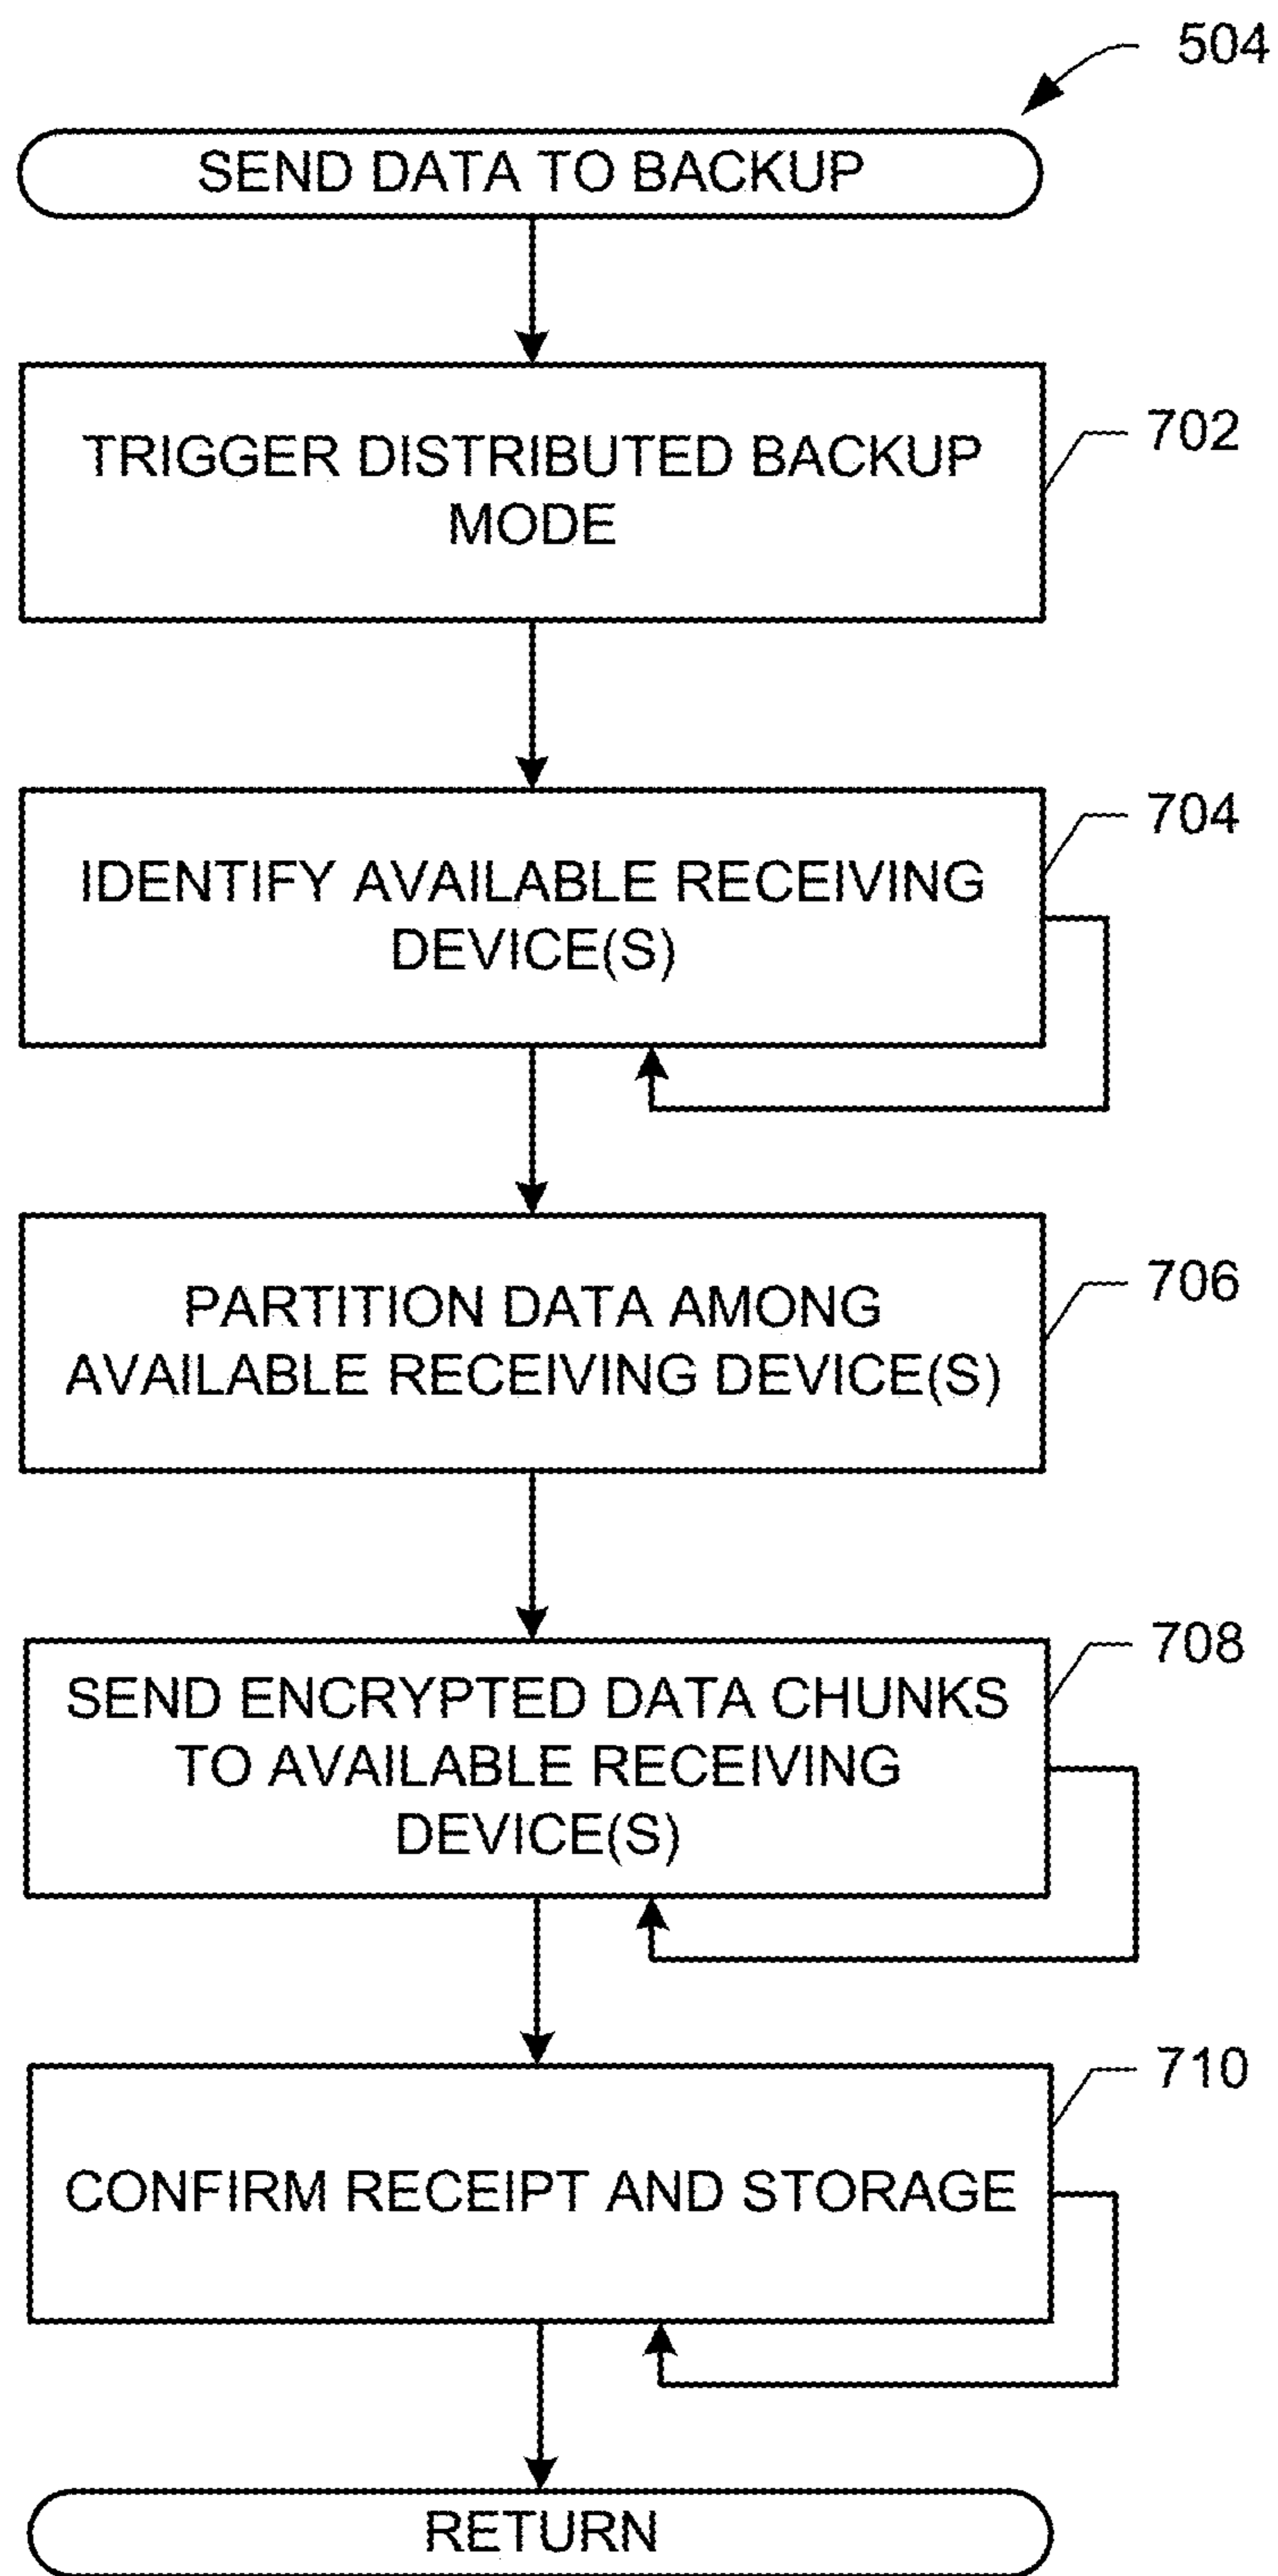 504
SEND DATA TO BACKUP
TRIGGER DISTRIBUTED BACKUP
MODE
702
IDENTIFY AVAILABLE RECEIVING
DEVICE(S)
704
PARTITION DATA AMONG
AVAILABLE RECEIVING DEVICE(S)
706
SEND ENCRYPTED DATA CHUNKS
TO AVAILABLE RECEIVING
DEVICE(S)
708
CONFIRM RECEIPT AND STORAGE
710
RETURN